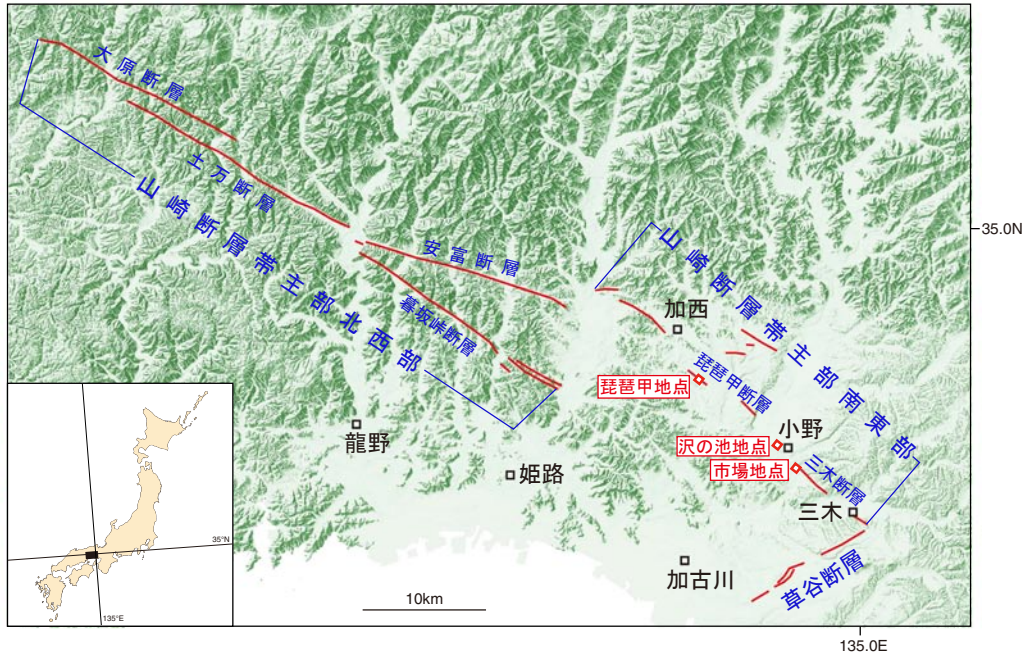 大原断層
土万断層
山崎断層帯主部北西部
安富断層
暮坂峠断層
山崎断層帯主部南東部
35.0N
加西
琵琶甲断層
琵琶甲地点
小野
沢の池地点
市場地点
三木断層
三木
龍野
姫路
加古川
草谷断層
10km
35°N
135°E
135.0E